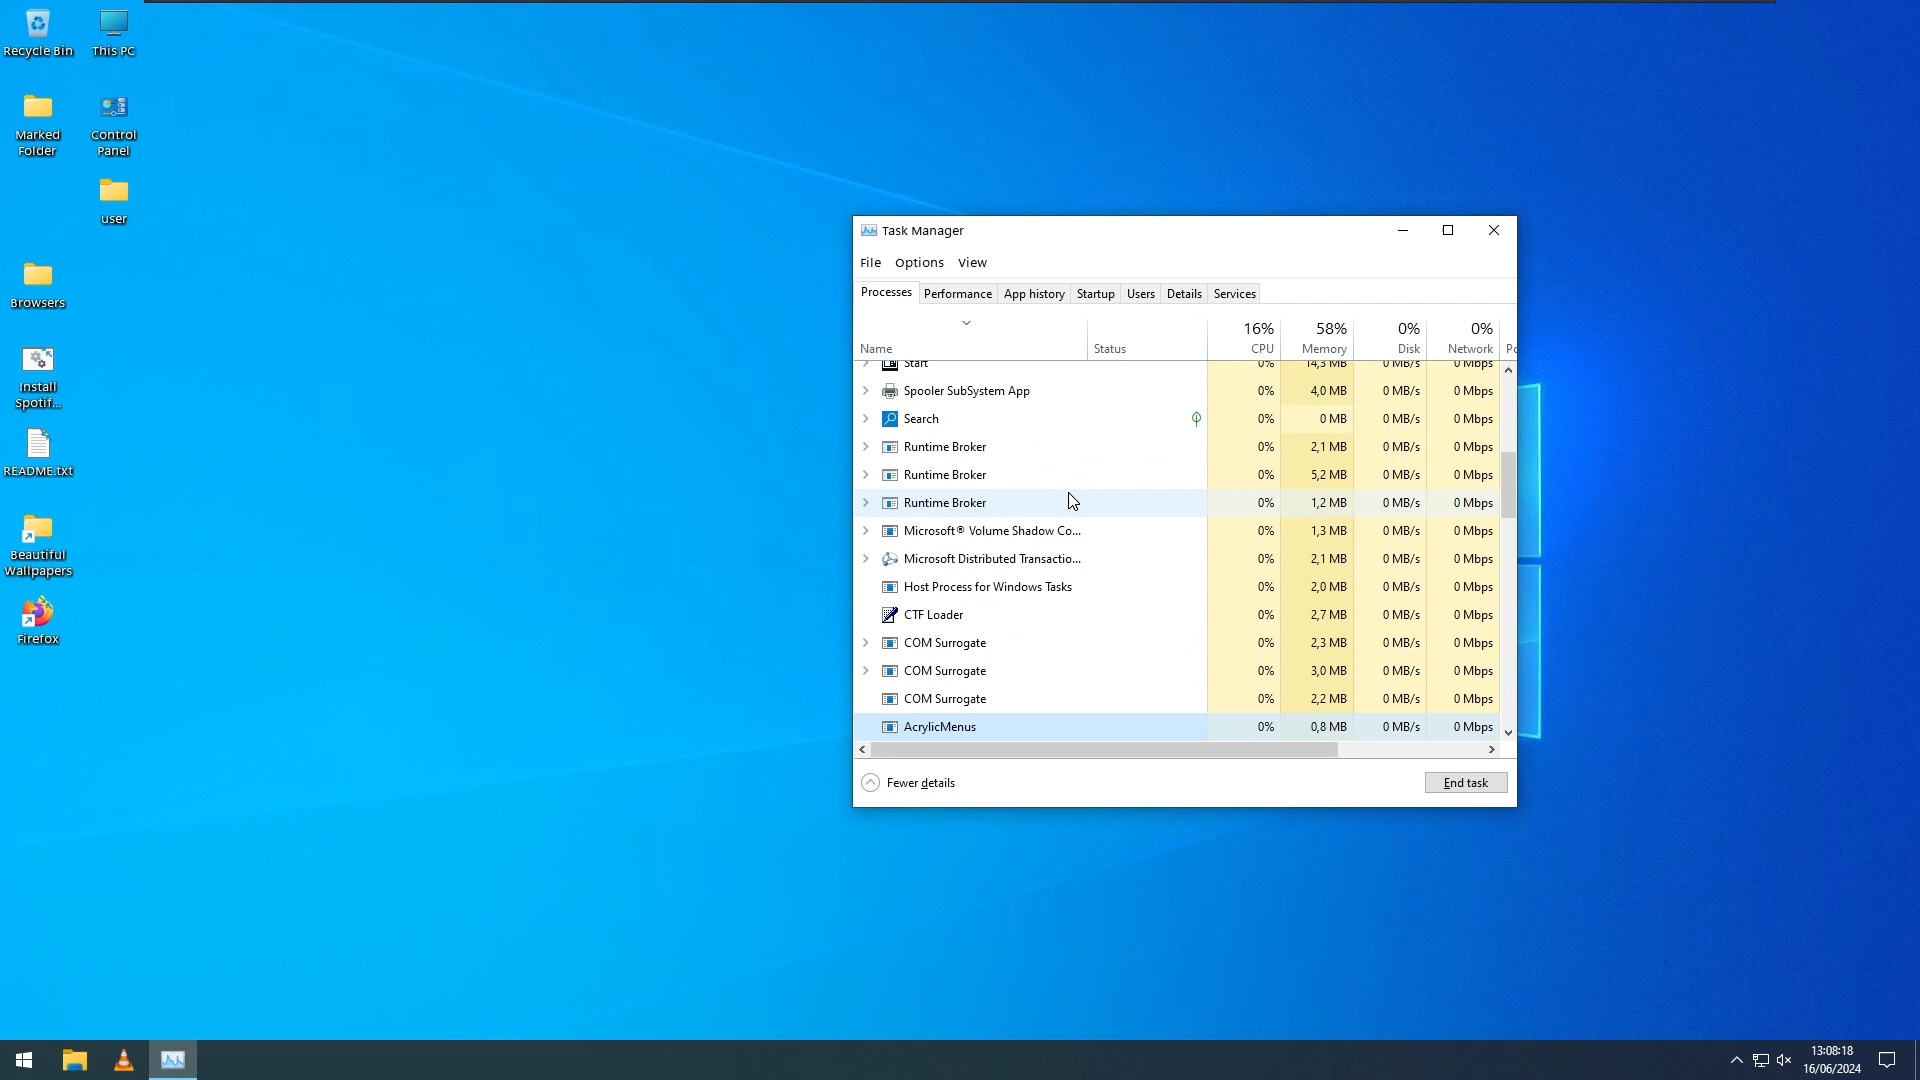 Recycle Bin
This PC
Marked
Folder
Control
Panel
user
Browsers
Install
Spotif...
README.txt
Beautiful
Wallpapers
Firefox
Task Manager
File Options View
Processes Performance App history Startup Users Details Services
16% 58% 0% 0%
Name Status CPU Memory Disk Network Po
Start 0% 14,3 MB 0 MB/s 0 Mbps
Spooler SubSystem App 0% 4,0 MB 0 MB/s 0 Mbps
Search 0% 0 MB 0 MB/s 0 Mbps
Runtime Broker 0% 2,1 MB 0 MB/s 0 Mbps
Runtime Broker 0% 5,2 MB 0 MB/s 0 Mbps
Runtime Broker 0% 1,2 MB 0 MB/s 0 Mbps
Microsoft® Volume Shadow Co... 0% 1,3 MB 0 MB/s 0 Mbps
Microsoft Distributed Transactio... 0% 2,1 MB 0 MB/s 0 Mbps
Host Process for Windows Tasks 0% 2,0 MB 0 MB/s 0 Mbps
CTF Loader 0% 2,7 MB 0 MB/s 0 Mbps
COM Surrogate 0% 2,3 MB 0 MB/s 0 Mbps
COM Surrogate 0% 3,0 MB 0 MB/s 0 Mbps
COM Surrogate 0% 2,2 MB 0 MB/s 0 Mbps
AcrylicMenus 0% 0,8 MB 0 MB/s 0 Mbps
Fewer details End task
13:08:18
16/06/2024